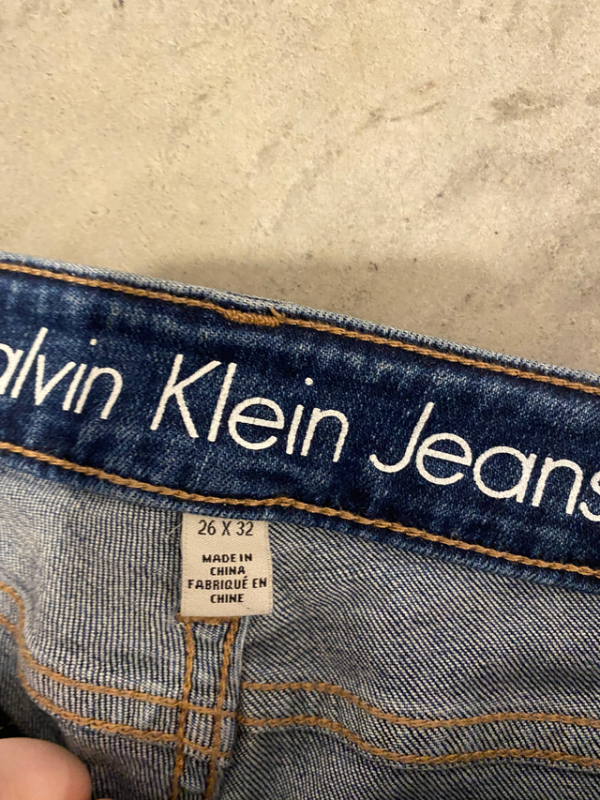 alvin Klein Jeans
26 X 32
MADE IN
CHINA
FABRIQUÉ EN
CHINE